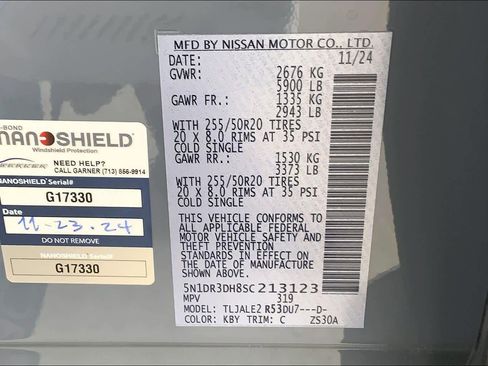 -BOND
NANOSHIELD
Windshield Protection
NEED HELP?
CALL GARNER (713) 856-9914
NANOSHIELD Serial#
G17330
Date
11-23-24
DO NOT REMOVE
NANOSHIELD Serial#
G17330
MFD BY NISSAN MOTOR CO., LTD.
DATE: 11/24
GVWR: 2676 KG
5900 LB
GAWR FR.: 1335 KG
2943 LB
WITH 255/50R20 TIRES
20 X 8.0 RIMS AT 35 PSI
COLD SINGLE
GAWR RR.: 1530 KG
3373 LB
WITH 255/50R20 TIRES
20 X 8.0 RIMS AT 35 PSI
COLD SINGLE
THIS VEHICLE CONFORMS TO
ALL APPLICABLE FEDERAL
MOTOR VEHICLE SAFETY AND
THEFT PREVENTION
STANDARDS IN EFFECT ON
THE DATE OF MANUFACTURE
SHOWN ABOVE.
5N1DR3DH8SC213123
MPV 319
MODEL: TLJALE2 R53DU7---D-
COLOR: KBY TRIM: C ZS30A